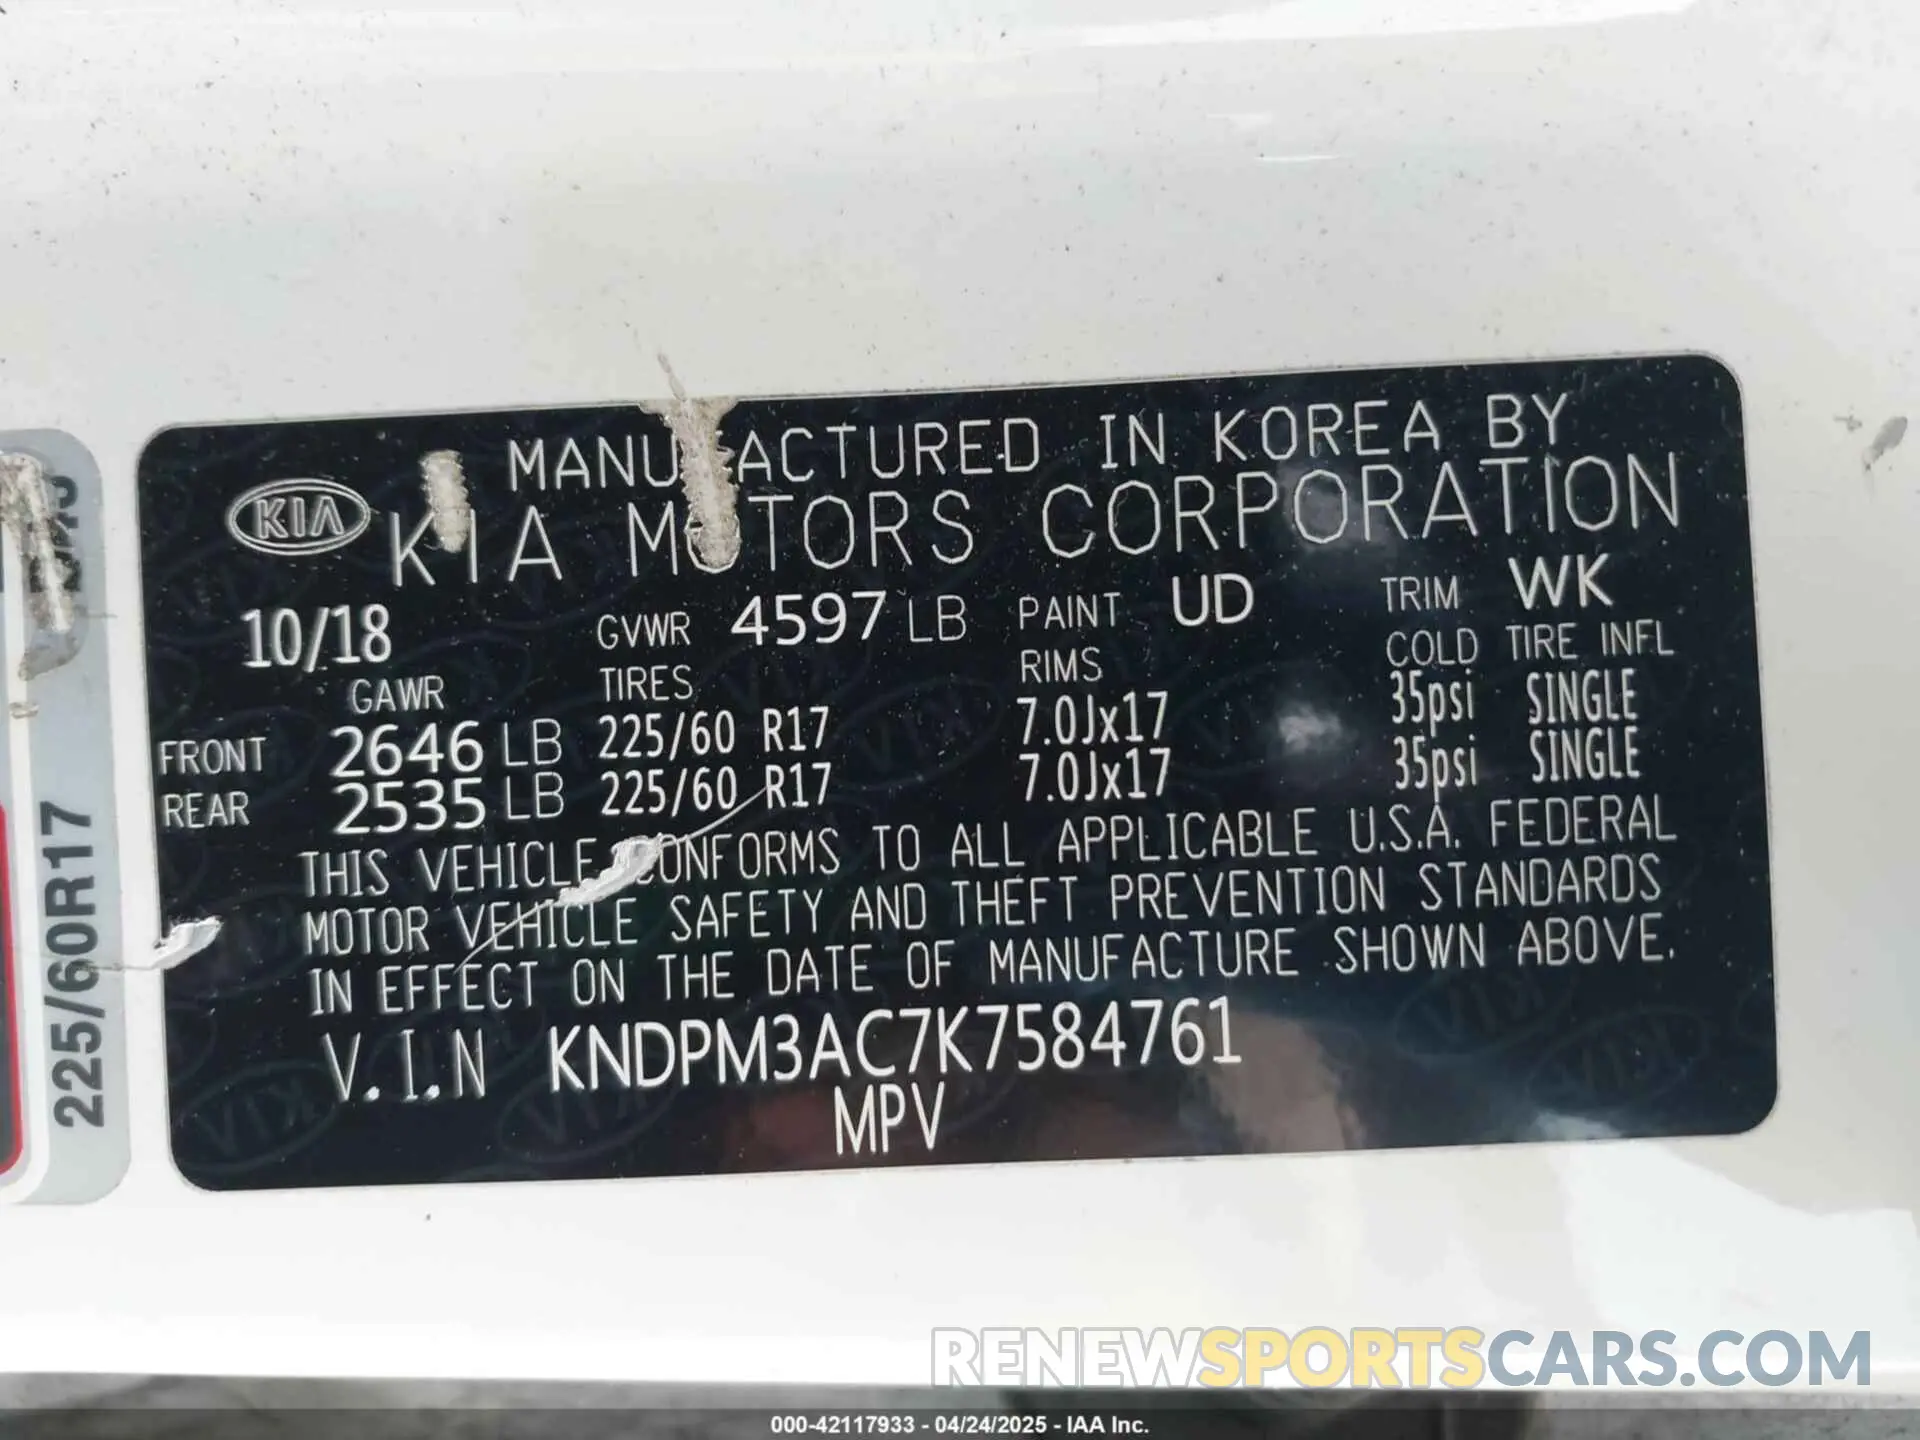 MANUFACTURED IN KOREA BY
KIA KIA MOTORS CORPORATION
10/18 GVWR 4597 LB PAINT UD TRIM WK
GAWR TIRES RIMS COLD TIRE INFL
FRONT 2646 LB 225/60 R17 7.0Jx17 35psi SINGLE
REAR 2535 LB 225/60 R17 7.0Jx17 35psi SINGLE
THIS VEHICLE CONFORMS TO ALL APPLICABLE U.S.A. FEDERAL
MOTOR VEHICLE SAFETY AND THEFT PREVENTION STANDARDS
IN EFFECT ON THE DATE OF MANUFACTURE SHOWN ABOVE.
V.I.N KNDPM3AC7K7584761
MPV
225/60R17
RENEWSPORTSCARS.COM
000-42117933 - 04/24/2025 - IAA Inc.